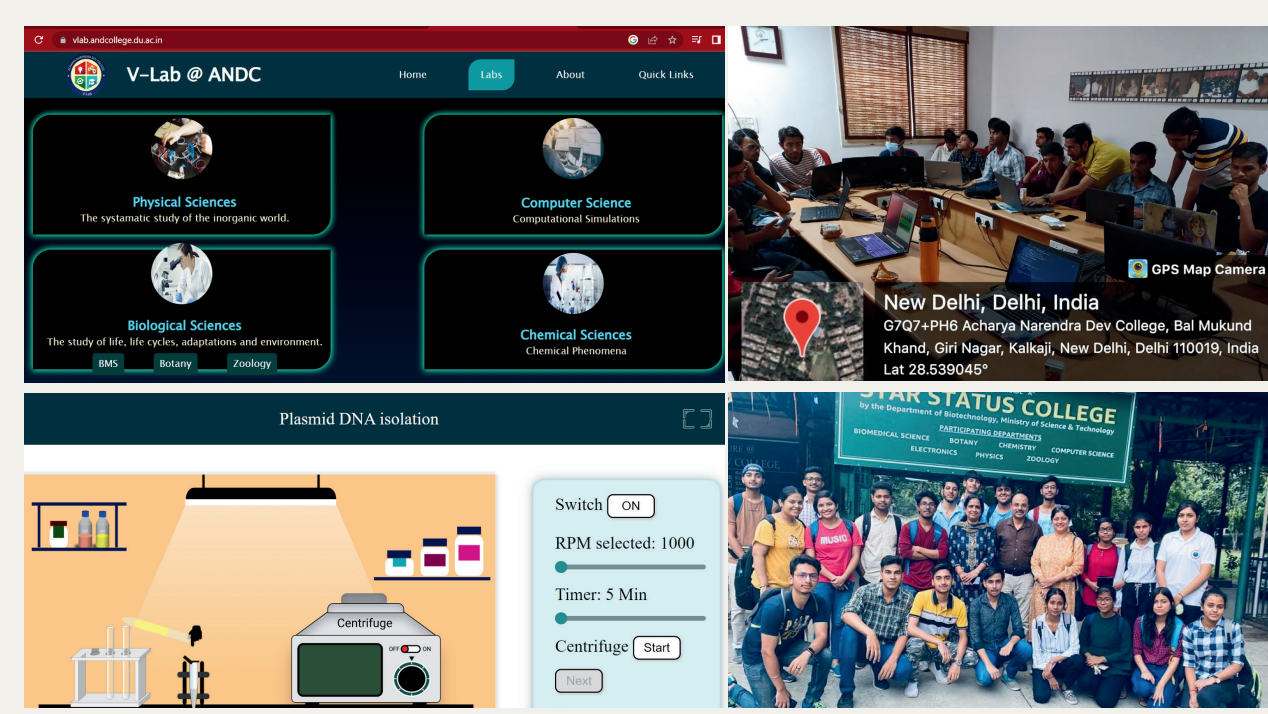 vlab.andcollege.du.ac.in
V-Lab @ ANDC
Home
Labs
About
Quick Links
Physical Sciences
The systamatic study of the inorganic world.
Computer Science
Computational Simulations
Biological Sciences
The study of life, life cycles, adaptations and environment.
BMS
Botany
Zoology
Chemical Sciences
Chemical Phenomena
GPS Map Camera
New Delhi, Delhi, India
G7Q7+PH6 Acharya Narendra Dev College, Bal Mukund
Khand, Giri Nagar, Kalkaji, New Delhi, Delhi 110019, India
Lat 28.539045°
Plasmid DNA isolation
Centrifuge
OFF
ON
Switch ON
RPM selected: 1000
Timer: 5 Min
Centrifuge Start
Next
STAR STATUS COLLEGE
by the Department of Biotechnology, Ministry of Science & Technology
PARTICIPATING DEPARTMENTS
BIOMEDICAL SCIENCE BOTANY CHEMISTRY COMPUTER SCIENCE
ELECTRONICS PHYSICS ZOOLOGY
COLLEGE
MUSIC